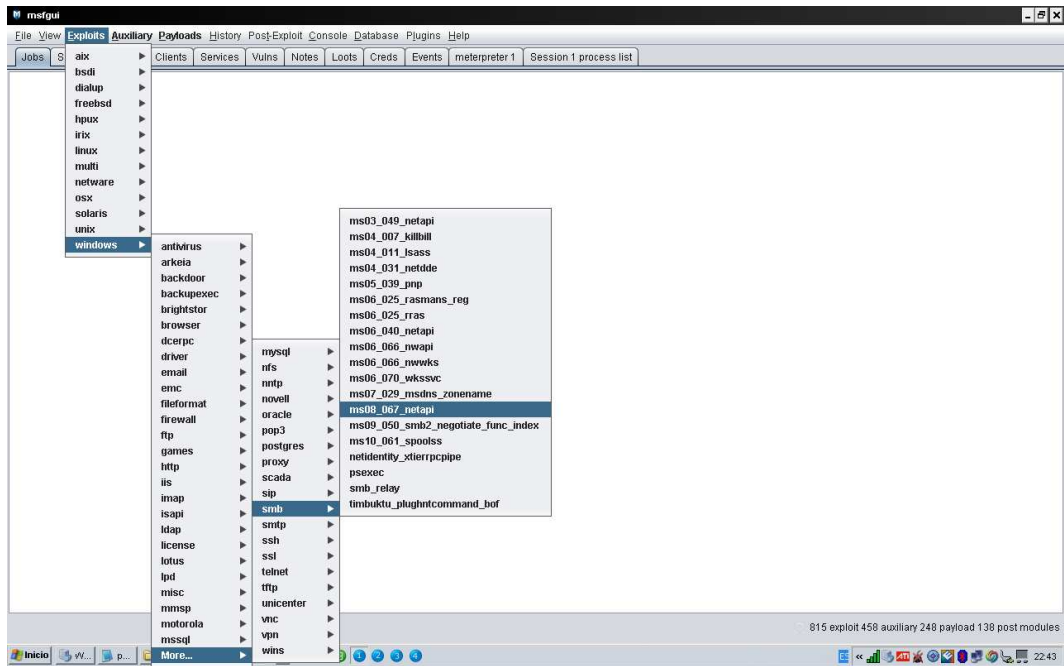 msfgui
File View Exploits Auxiliary Payloads History Post-Exploit Console Database Plugins Help
Jobs S Clients Services Vulns Notes Loots Creds Events meterpreter 1 Session 1 process list
aix
bsdi
dialup
freebsd
hpux
irix
linux
multi
netware
osx
solaris
unix
windows
antivirus
arkeia
backdoor
backupexec
brightstor
browser
dcerpc
driver
email
emc
fileformat
firewall
ftp
games
http
iis
imap
isapi
ldap
license
lotus
lpd
misc
mmsp
motorola
mssql
More...
mysql
nfs
nntp
novell
oracle
pop3
postgres
proxy
scada
sip
smb
smtp
ssh
ssl
telnet
tftp
unicenter
vnc
vpn
wins
ms03_049_netapi
ms04_007_killbill
ms04_011_lsass
ms04_031_netdde
ms05_039_pnp
ms06_025_rasmans_reg
ms06_025_rras
ms06_040_netapi
ms06_066_nwapi
ms06_066_nwwks
ms06_070_wkssvc
ms07_029_msdns_zonename
ms08_067_netapi
ms09_050_smb2_negotiate_func_index
ms10_061_spoolss
netidentity_xtierrpcpipe
psexec
smb_relay
timbuktu_plughntcommand_bof
815 exploit 458 auxiliary 248 payload 138 post modules
Inicio W... p... 1 2 3 4 ES « ATI 22:43